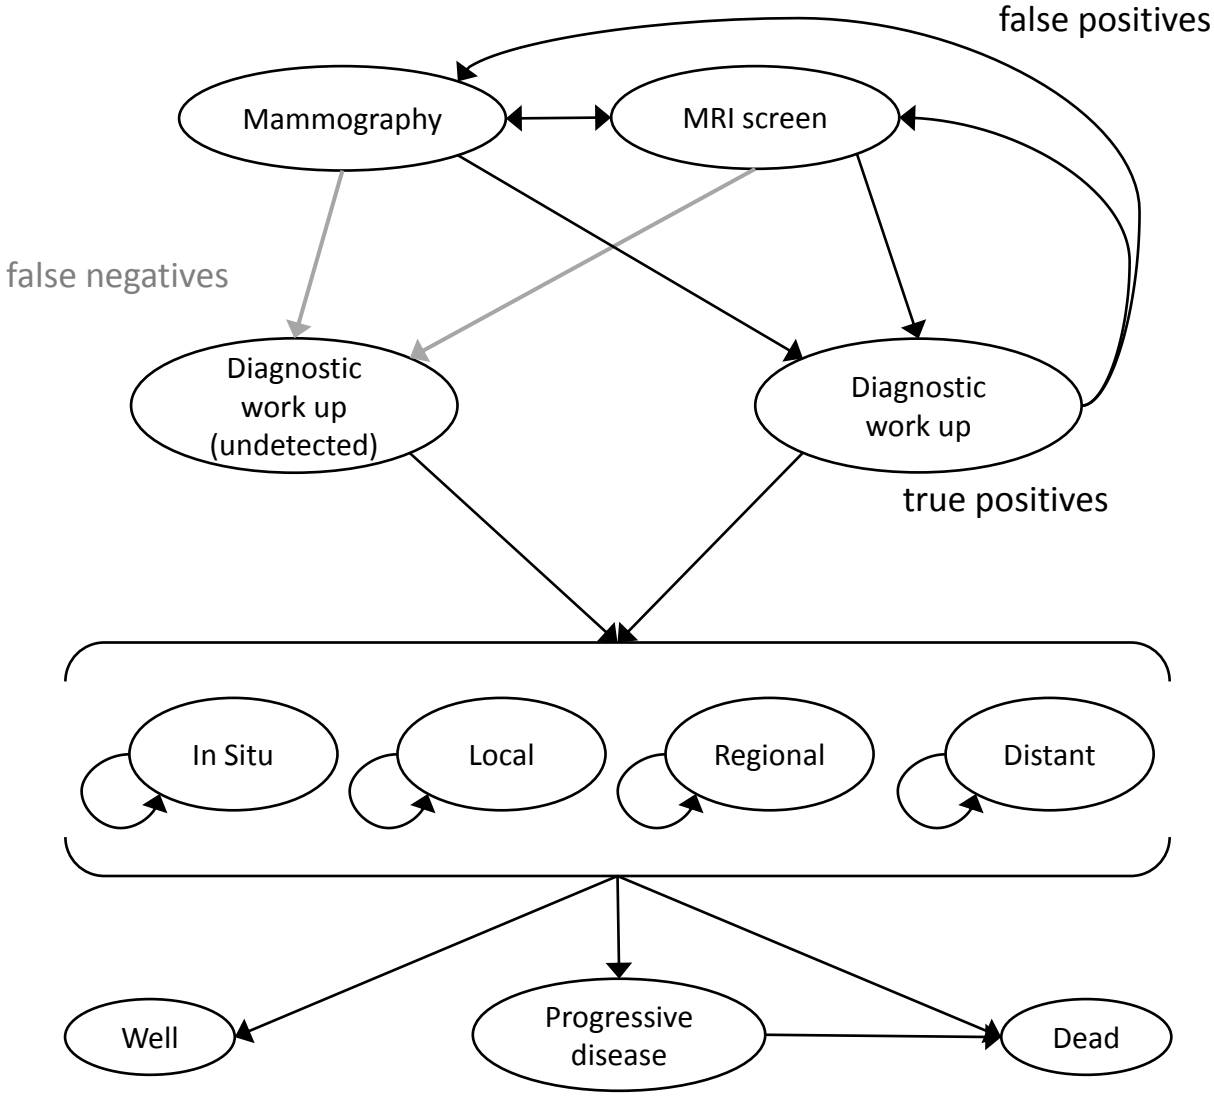 false positives
Mammography
MRI screen
false negatives
Diagnostic
work up
(undetected)
Diagnostic
work up
true positives
In Situ
Local
Regional
Distant
Well
Progressive
disease
Dead